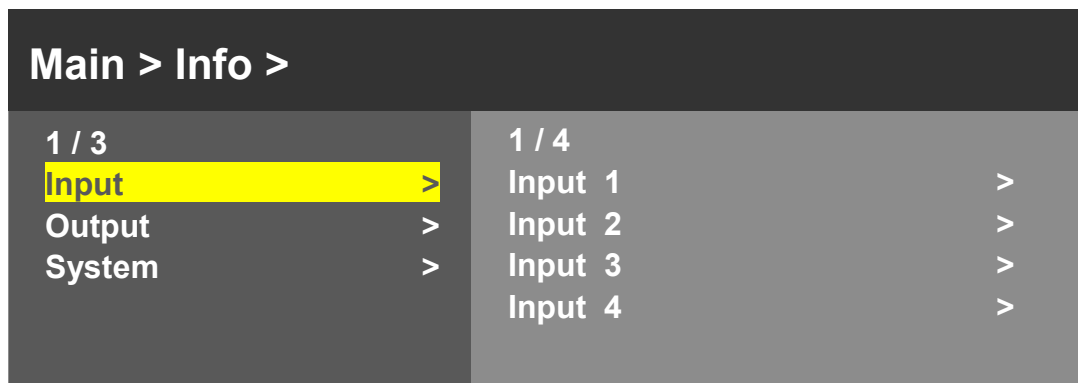 Main > Info >
1 / 3
Input >
Output >
System >
1 / 4
Input 1 >
Input 2 >
Input 3 >
Input 4 >